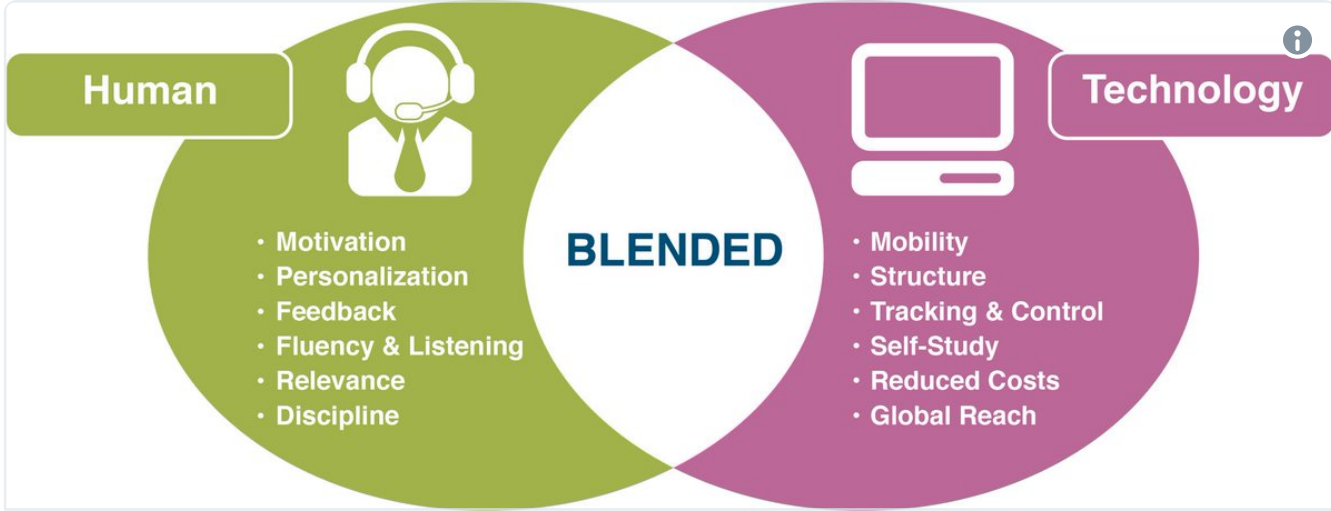 Human
· Motivation
· Personalization
· Feedback
· Fluency & Listening
· Relevance
· Discipline
BLENDED
Technology
· Mobility
· Structure
· Tracking & Control
· Self-Study
· Reduced Costs
· Global Reach